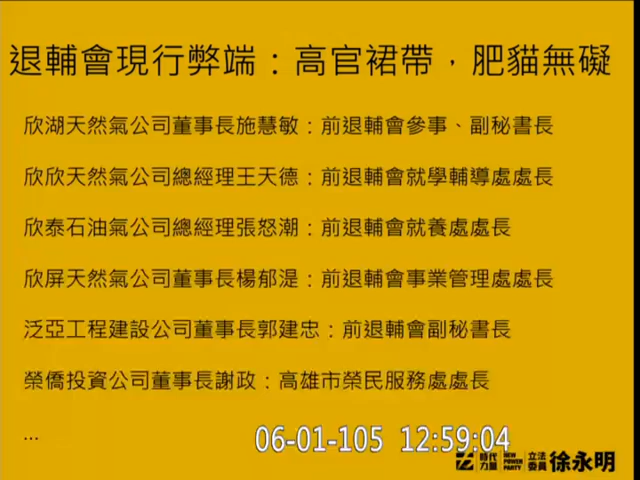 退輔會現行弊端：高官裙帶，肥貓無礙
欣湖天然氣公司董事長施慧敏：前退輔會參事、副秘書長
欣欣天然氣公司總經理王天德：前退輔會就學輔導處處長
欣泰石油氣公司總經理張怒潮：前退輔會就養處處長
欣屏天然氣公司董事長楊郁湜：前退輔會事業管理處處長
泛亞工程建設公司董事長郭建忠：前退輔會副秘書長
榮僑投資公司董事長謝政：高雄市榮民服務處處長
...
06-01-105 12:59:04
時代力量 NEW POWER PARTY 立法委員 徐永明